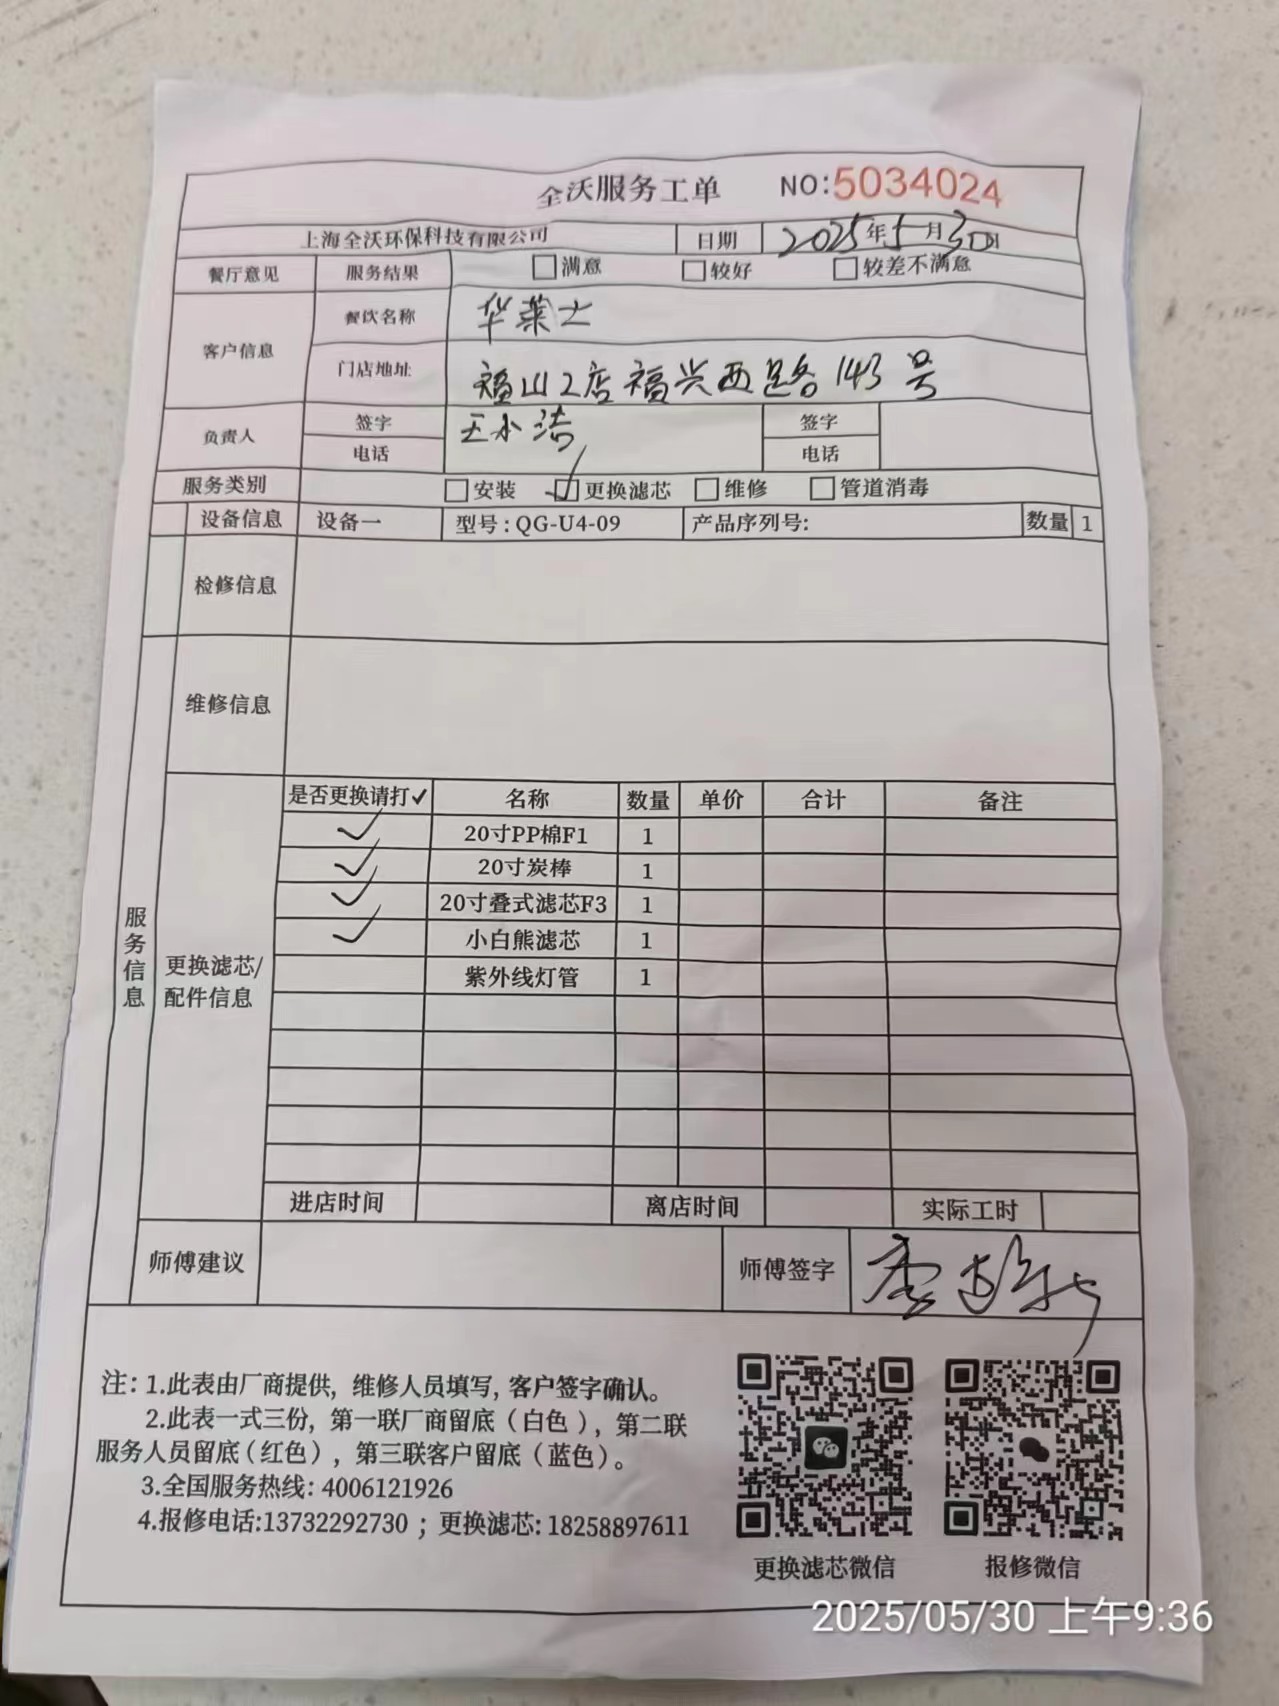 全沃服务工单 NO:5034024
上海全沃环保科技有限公司 日期 2025年5月30日
餐厅意见 服务结果 □满意 □较好 □较差不满意
客户信息 餐饮名称 华莱士
门店地址 福山2店福兴西路143号
负责人 签字 王小洁 签字
电话 电话
服务类别 □安装 ☑更换滤芯 □维修 □管道消毒
设备信息 设备一 型号:QG-U4-09 产品序列号: 数量 1
检修信息
维修信息
服务信息
更换滤芯/
配件信息
是否更换请打✓ 名称 数量 单价 合计 备注
✓ 20寸PP棉F1 1
✓ 20寸炭棒 1
✓ 20寸叠式滤芯F3 1
✓ 小白熊滤芯 1
紫外线灯管 1
进店时间 离店时间 实际工时
师傅建议 师傅签字
注:1.此表由厂商提供,维修人员填写,客户签字确认。
2.此表一式三份,第一联厂商留底(白色),第二联
服务人员留底(红色),第三联客户留底(蓝色)。
3.全国服务热线:4006121926
4.报修电话:13732292730;更换滤芯:18258897611
更换滤芯微信 报修微信
2025/05/30 上午9:36